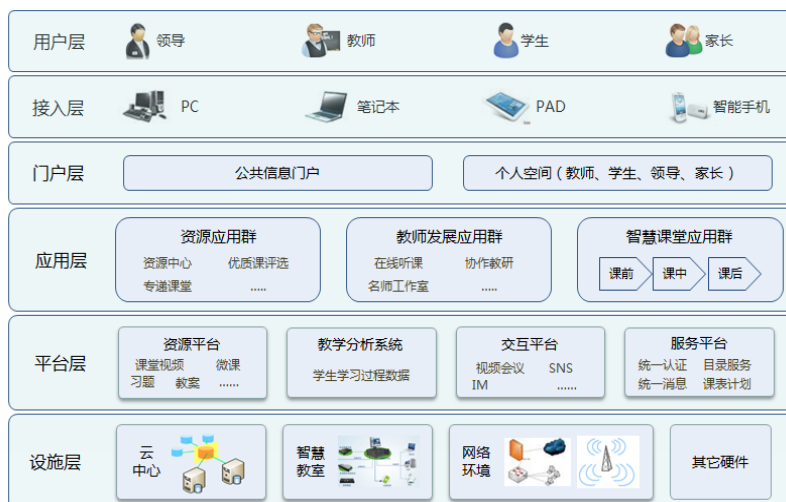 用户层 领导 教师 学生 家长
接入层 PC 笔记本 PAD 智能手机
门户层 公共信息门户 个人空间（教师、学生、领导、家长）
应用层
资源应用群
资源中心 优质课评选
专递课堂 .....
教师发展应用群
在线听课 协作教研
名师工作室 .....
智慧课堂应用群
课前 课中 课后
平台层
资源平台
课堂视频 微课
习题 教案 ......
教学分析系统
学生学习过程数据
交互平台
视频会议 SNS
IM ......
服务平台
统一认证 目录服务
统一消息 课表计划
设施层
云
中心
智慧
教室
网络
环境
其它硬件